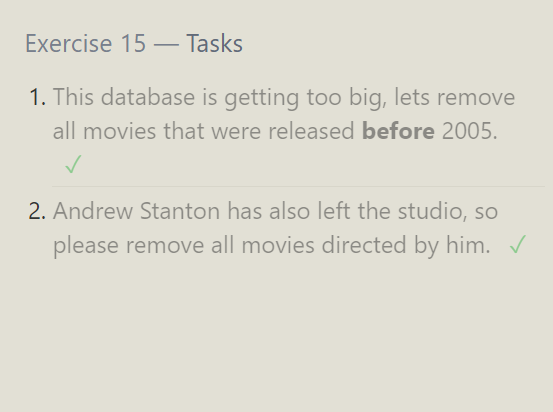 Exercise 15 — Tasks
1. This database is getting too big, lets remove
all movies that were released before 2005.
✓
2. Andrew Stanton has also left the studio, so
please remove all movies directed by him. ✓